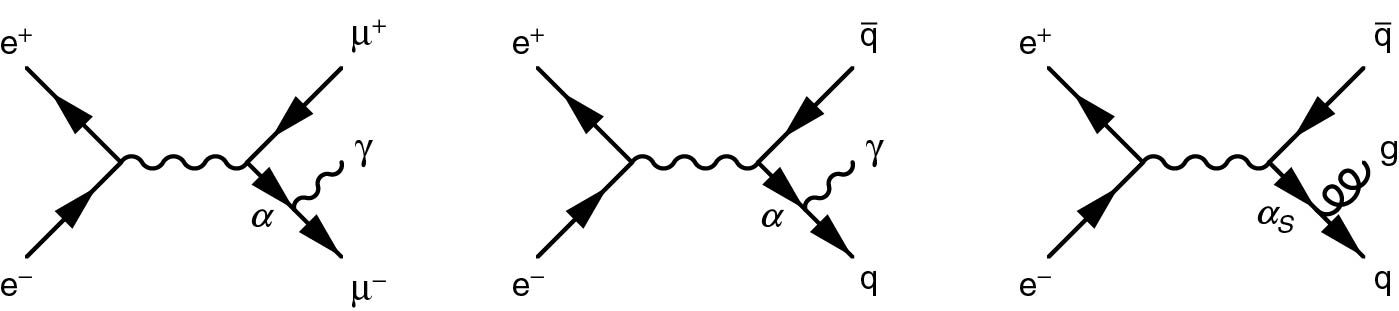 e⁺ μ⁺ e⁺ q̅ e⁺ q̅
γ γ g
α α αS
e⁻ μ⁻ e⁻ q e⁻ q